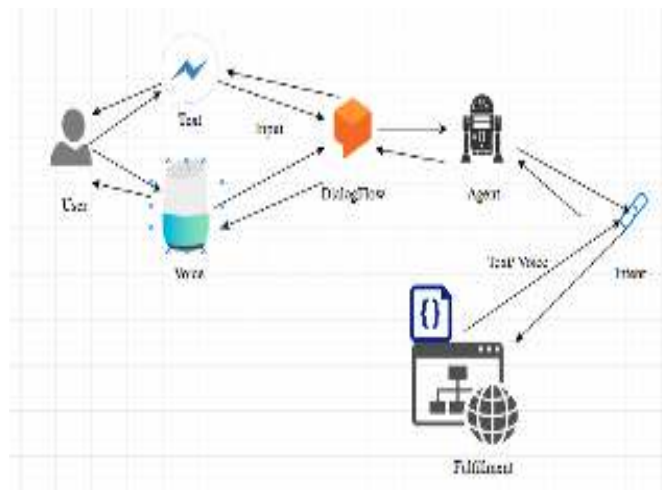 Text
Input
User
DialogFlow
Agent
Voice
Text/ Voice
Intent
{}
Fulfillment